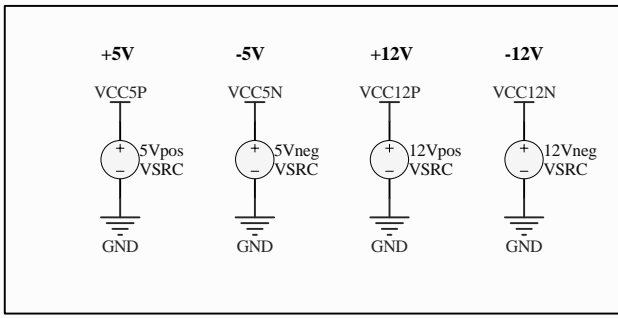 +5V
-5V
+12V
-12V
VCC5P
VCC5N
VCC12P
VCC12N
+
5Vpos
VSRC
−
+
5Vneg
VSRC
−
+
12Vpos
VSRC
−
+
12Vneg
VSRC
−
GND
GND
GND
GND